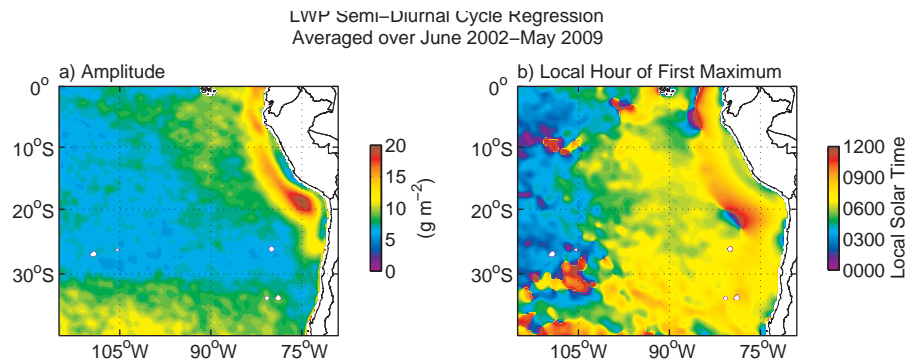 LWP Semi-Diurnal Cycle Regression
Averaged over June 2002-May 2009
a) Amplitude
0°
10°S
20°S
30°S
105°W 90°W 75°W
20
15
10
5
0
(g m⁻²)
b) Local Hour of First Maximum
0°
10°S
20°S
30°S
105°W 90°W 75°W
1200
0900
0600
0300
0000
Local Solar Time